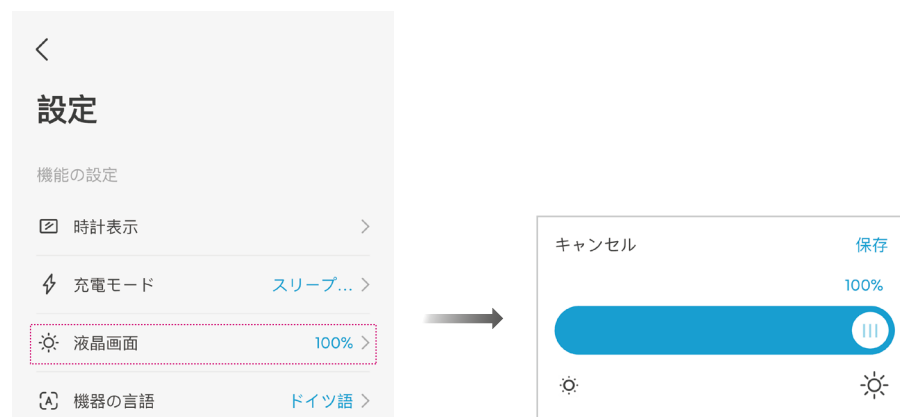 設定
機能の設定
時計表示
充電モード スリープ...
液晶画面 100%
機器の言語 ドイツ語
キャンセル 保存
100%